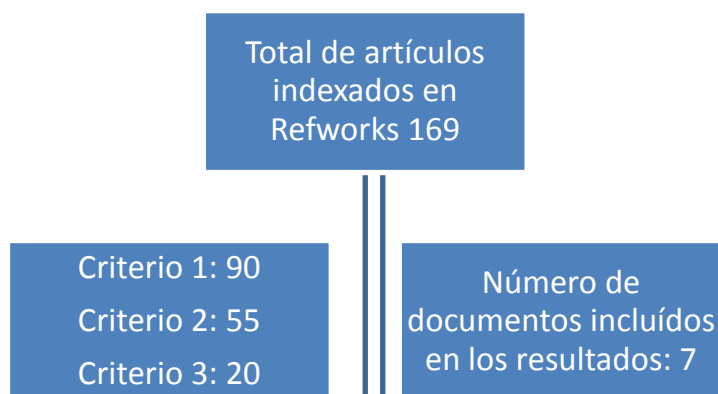 Total de artículos
indexados en
Refworks 169
Criterio 1: 90
Criterio 2: 55
Criterio 3: 20
Número de
documentos incluídos
en los resultados: 7